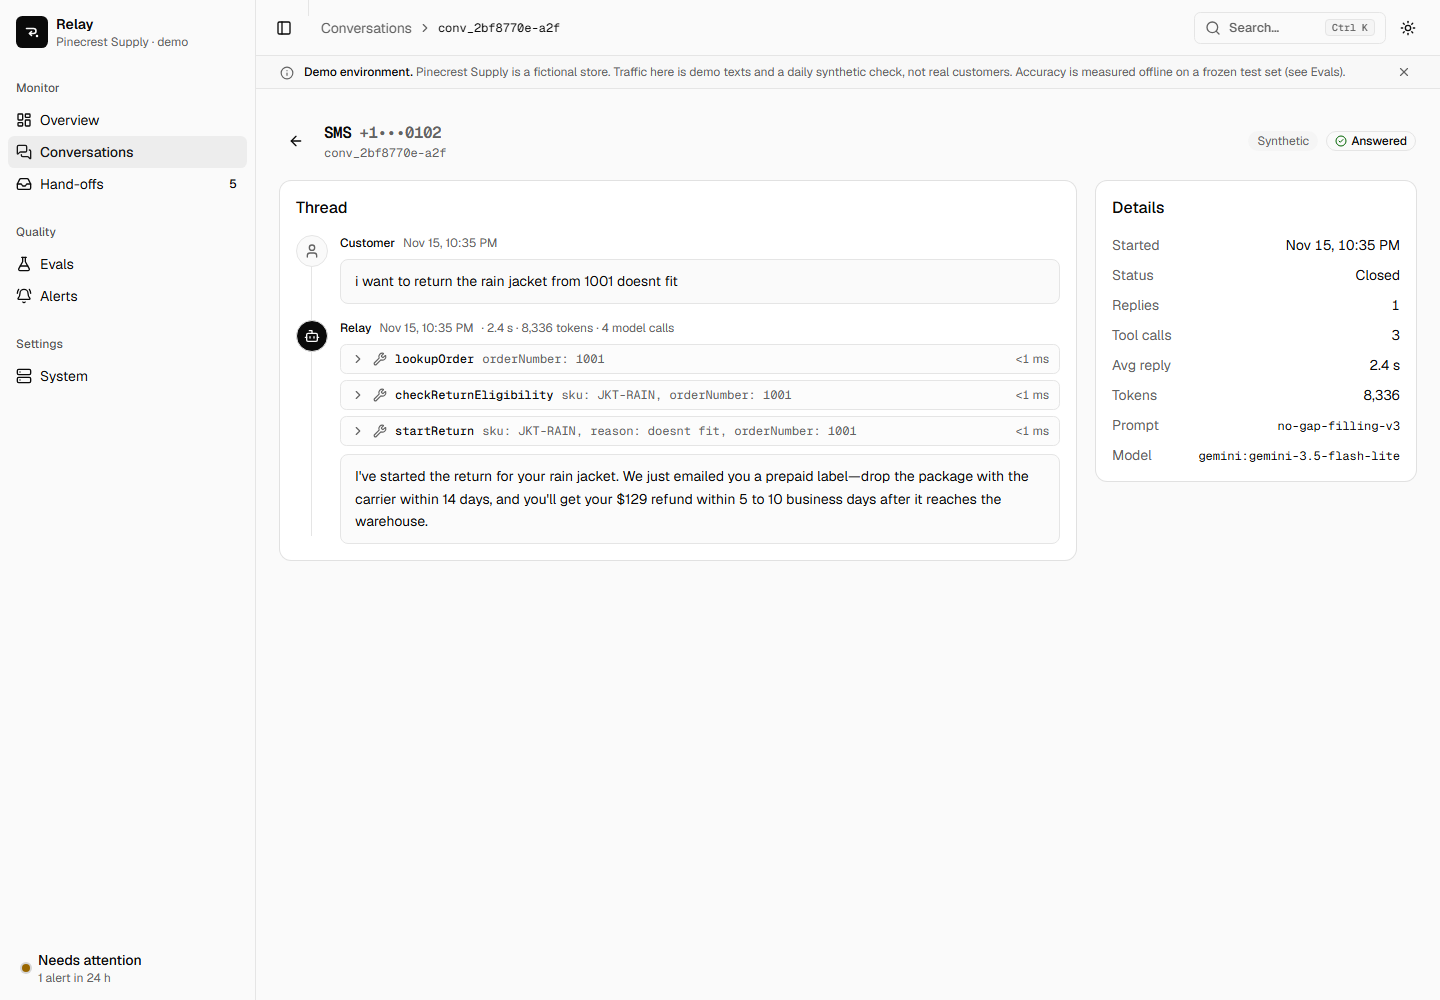 Relay
Pinecrest Supply · demo
Monitor
Overview
Conversations
Hand-offs 5
Quality
Evals
Alerts
Settings
System
Needs attention
1 alert in 24 h
Conversations > conv_2bf8770e-a2f
Search... Ctrl K
Demo environment. Pinecrest Supply is a fictional store. Traffic here is demo texts and a daily synthetic check, not real customers. Accuracy is measured offline on a frozen test set (see Evals).
SMS +1•••0102
conv_2bf8770e-a2f
Synthetic Answered
Thread
Customer Nov 15, 10:35 PM
i want to return the rain jacket from 1001 doesnt fit
Relay Nov 15, 10:35 PM · 2.4 s · 8,336 tokens · 4 model calls
lookupOrder orderNumber: 1001 <1 ms
checkReturnEligibility sku: JKT-RAIN, orderNumber: 1001 <1 ms
startReturn sku: JKT-RAIN, reason: doesnt fit, orderNumber: 1001 <1 ms
I've started the return for your rain jacket. We just emailed you a prepaid label—drop the package with the
carrier within 14 days, and you'll get your $129 refund within 5 to 10 business days after it reaches the
warehouse.
Details
Started Nov 15, 10:35 PM
Status Closed
Replies 1
Tool calls 3
Avg reply 2.4 s
Tokens 8,336
Prompt no-gap-filling-v3
Model gemini:gemini-3.5-flash-lite